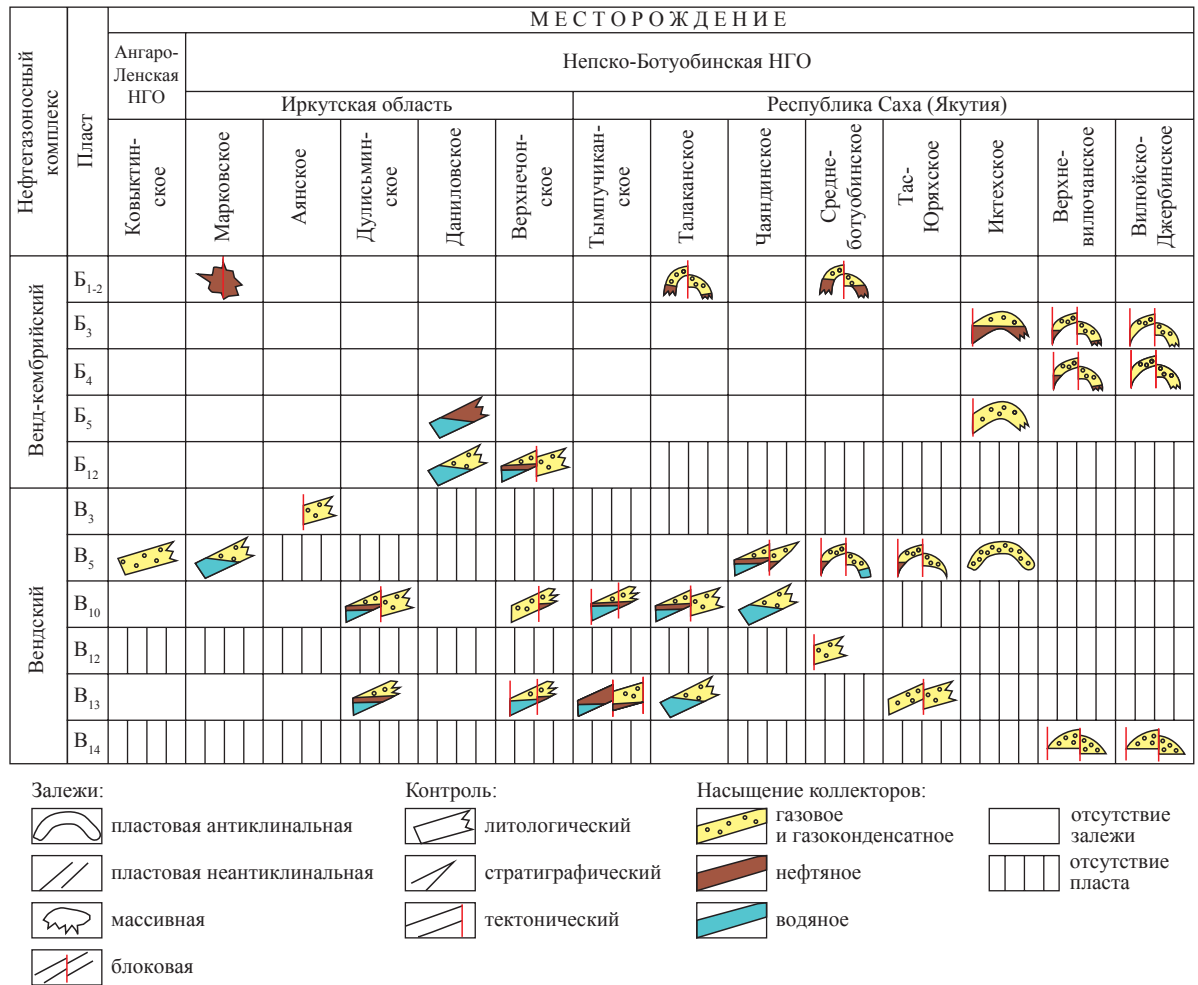 МЕСТОРОЖДЕНИЕ
Нефтегазоносный
комплекс
Пласт
Ангаро-
Ленская
НГО
Непско-Ботуобинская НГО
Иркутская область
Республика Саха (Якутия)
Ковыктин-
ское
Марковское
Аянское
Дулисьмин-
ское
Даниловское
Верхнечон-
ское
Тымпучикан-
ское
Талаканское
Чаяндинское
Средне-
ботуобинское
Тас-
Юряхское
Иктехское
Верхне-
вилючанское
Вилюйско-
Джербинское
Венд-кембрийский
Б1-2
Б3
Б4
Б5
Б12
Вендский
В3
В5
В10
В12
В13
В14
Залежи:
пластовая антиклинальная
пластовая неантиклинальная
массивная
блоковая
Контроль:
литологический
стратиграфический
тектонический
Насыщение коллекторов:
газовое
и газоконденсатное
нефтяное
водяное
отсутствие
залежи
отсутствие
пласта